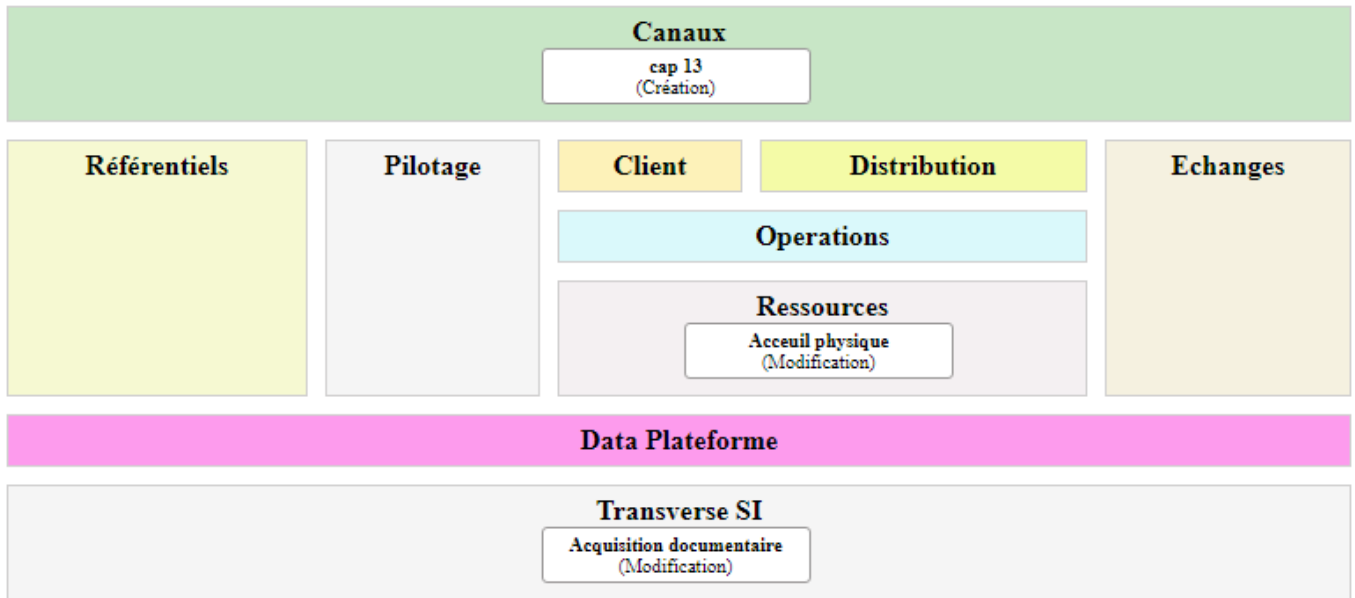 Canaux
cap 13
(Création)
Référentiels
Pilotage
Client
Distribution
Echanges
Operations
Ressources
Acceuil physique
(Modification)
Data Plateforme
Transverse SI
Acquisition documentaire
(Modification)